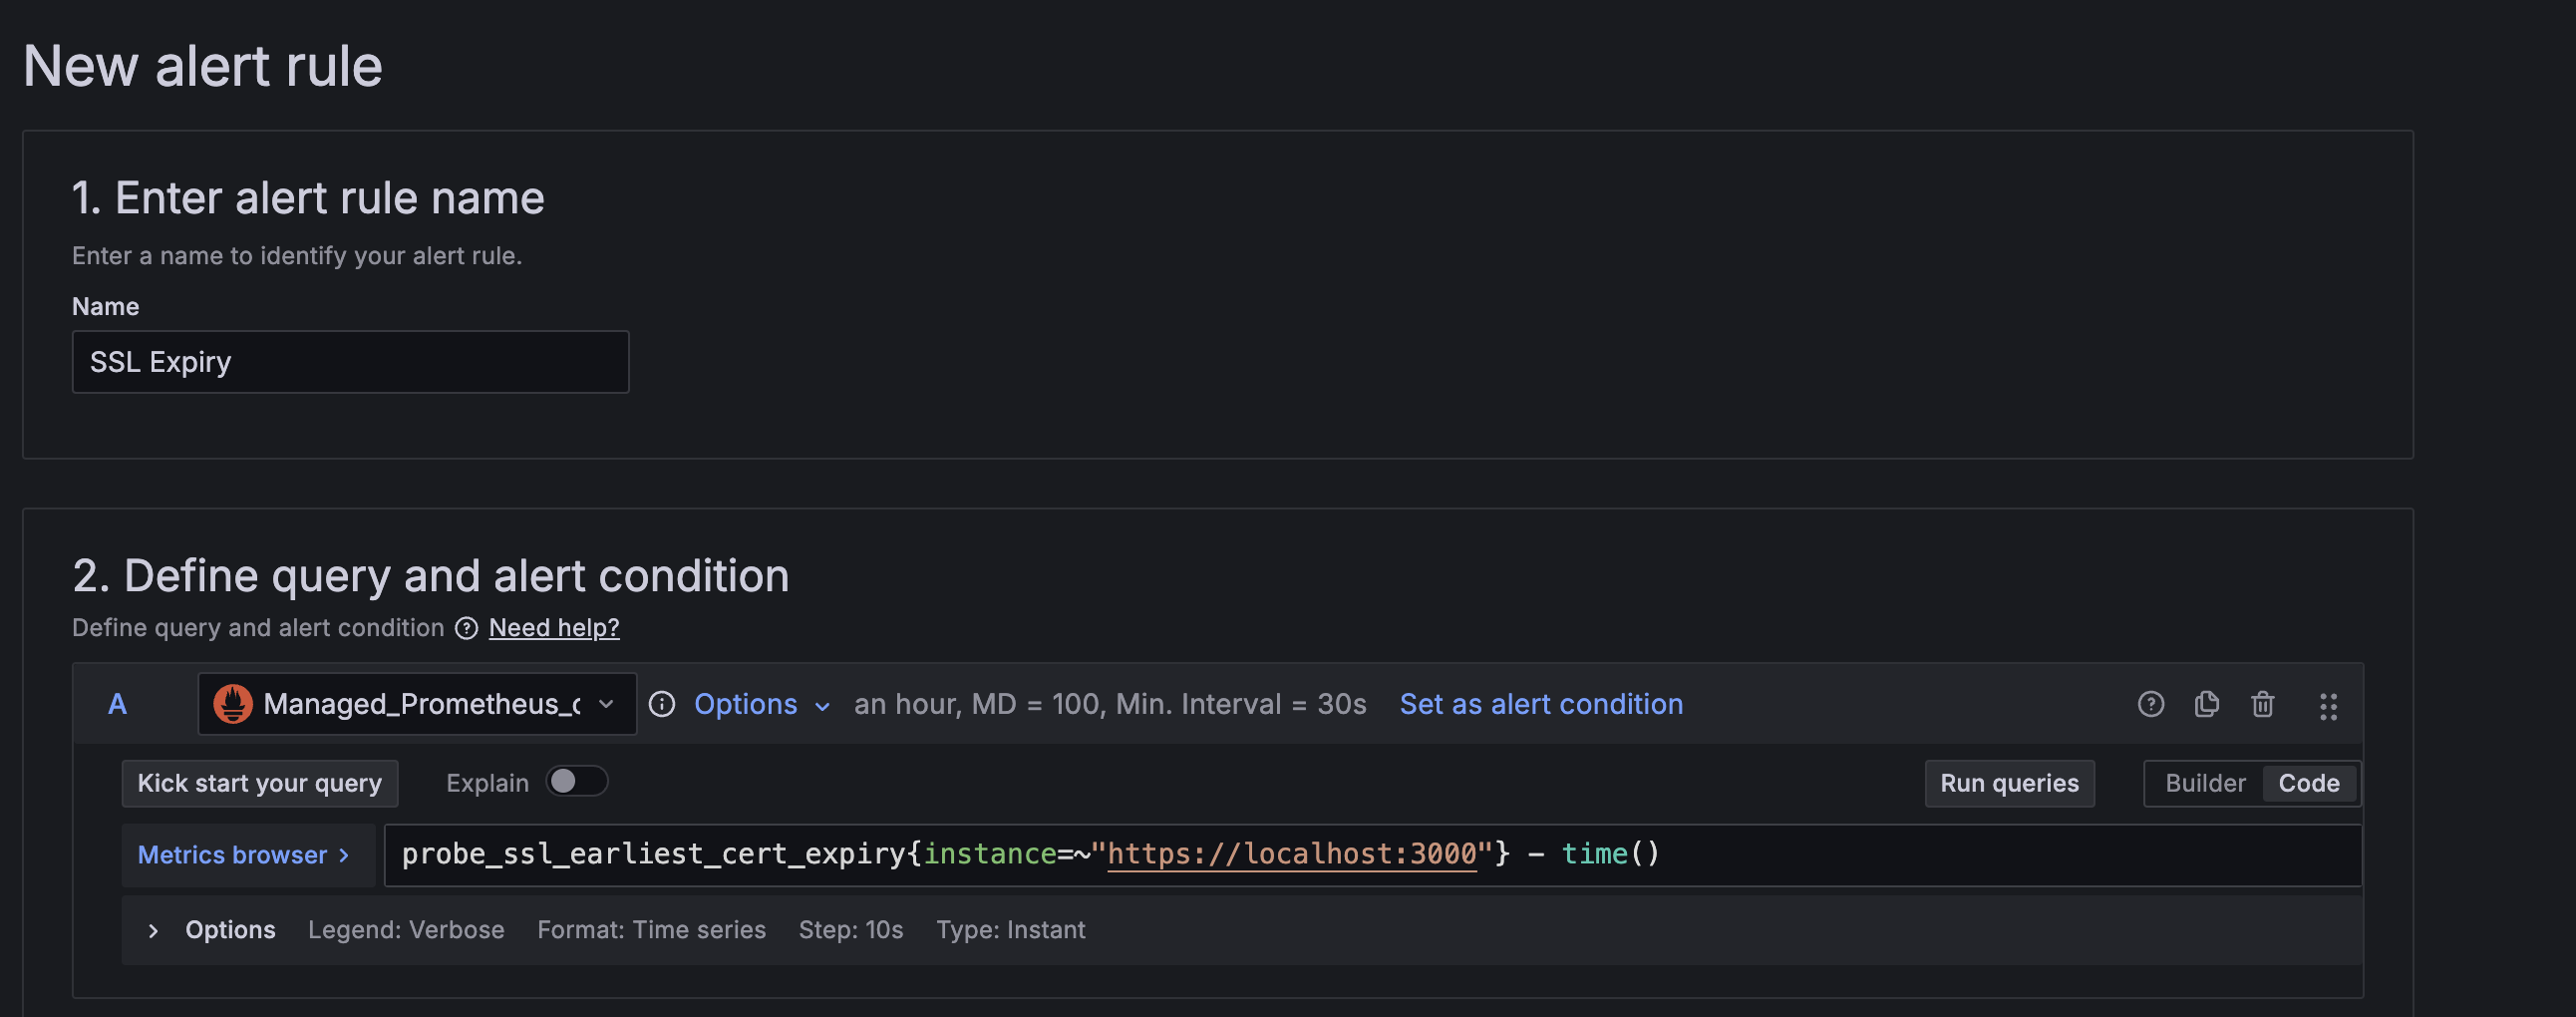 New alert rule
1. Enter alert rule name
Enter a name to identify your alert rule.
Name
SSL Expiry
2. Define query and alert condition
Define query and alert condition Need help?
A Managed_Prometheus_c Options an hour, MD = 100, Min. Interval = 30s Set as alert condition
Kick start your query Explain Run queries Builder Code
Metrics browser > probe_ssl_earliest_cert_expiry{instance=~"https://localhost:3000"} - time()
> Options Legend: Verbose Format: Time series Step: 10s Type: Instant